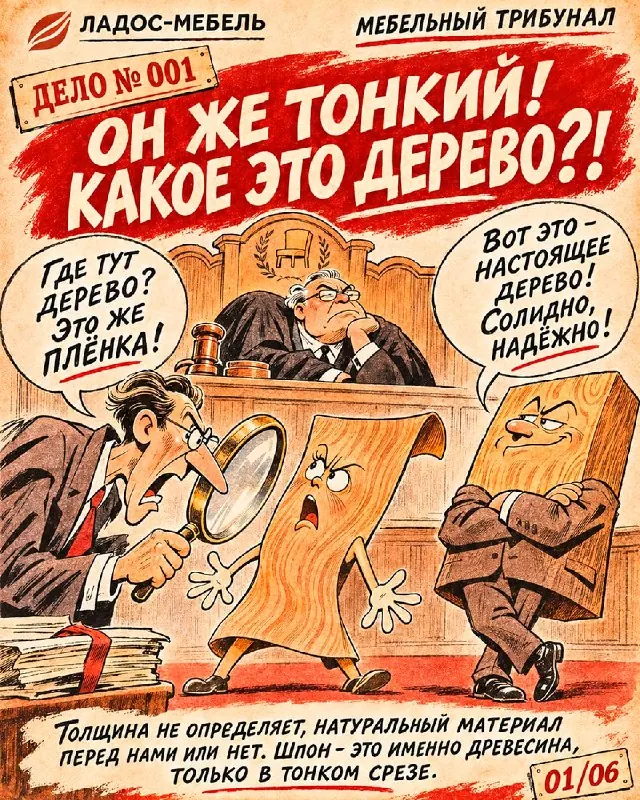 ЛАДОС-МЕБЕЛЬ
МЕБЕЛЬНЫЙ ТРИБУНАЛ
ДЕЛО № 001
ОН ЖЕ ТОНКИЙ!
КАКОЕ ЭТО ДЕРЕВО?!
ГДЕ ТУТ
ДЕРЕВО?
ЭТО ЖЕ
ПЛЁНКА!
ВОТ ЭТО –
НАСТОЯЩЕЕ
ДЕРЕВО!
СОЛИДНО,
НАДЁЖНО!
ТОЛЩИНА НЕ ОПРЕДЕЛЯЕТ, НАТУРАЛЬНЫЙ МАТЕРИАЛ
ПЕРЕД НАМИ ИЛИ НЕТ. ШПОН – ЭТО ИМЕННО ДРЕВЕСИНА,
ТОЛЬКО В ТОНКОМ СРЕЗЕ.
01/06